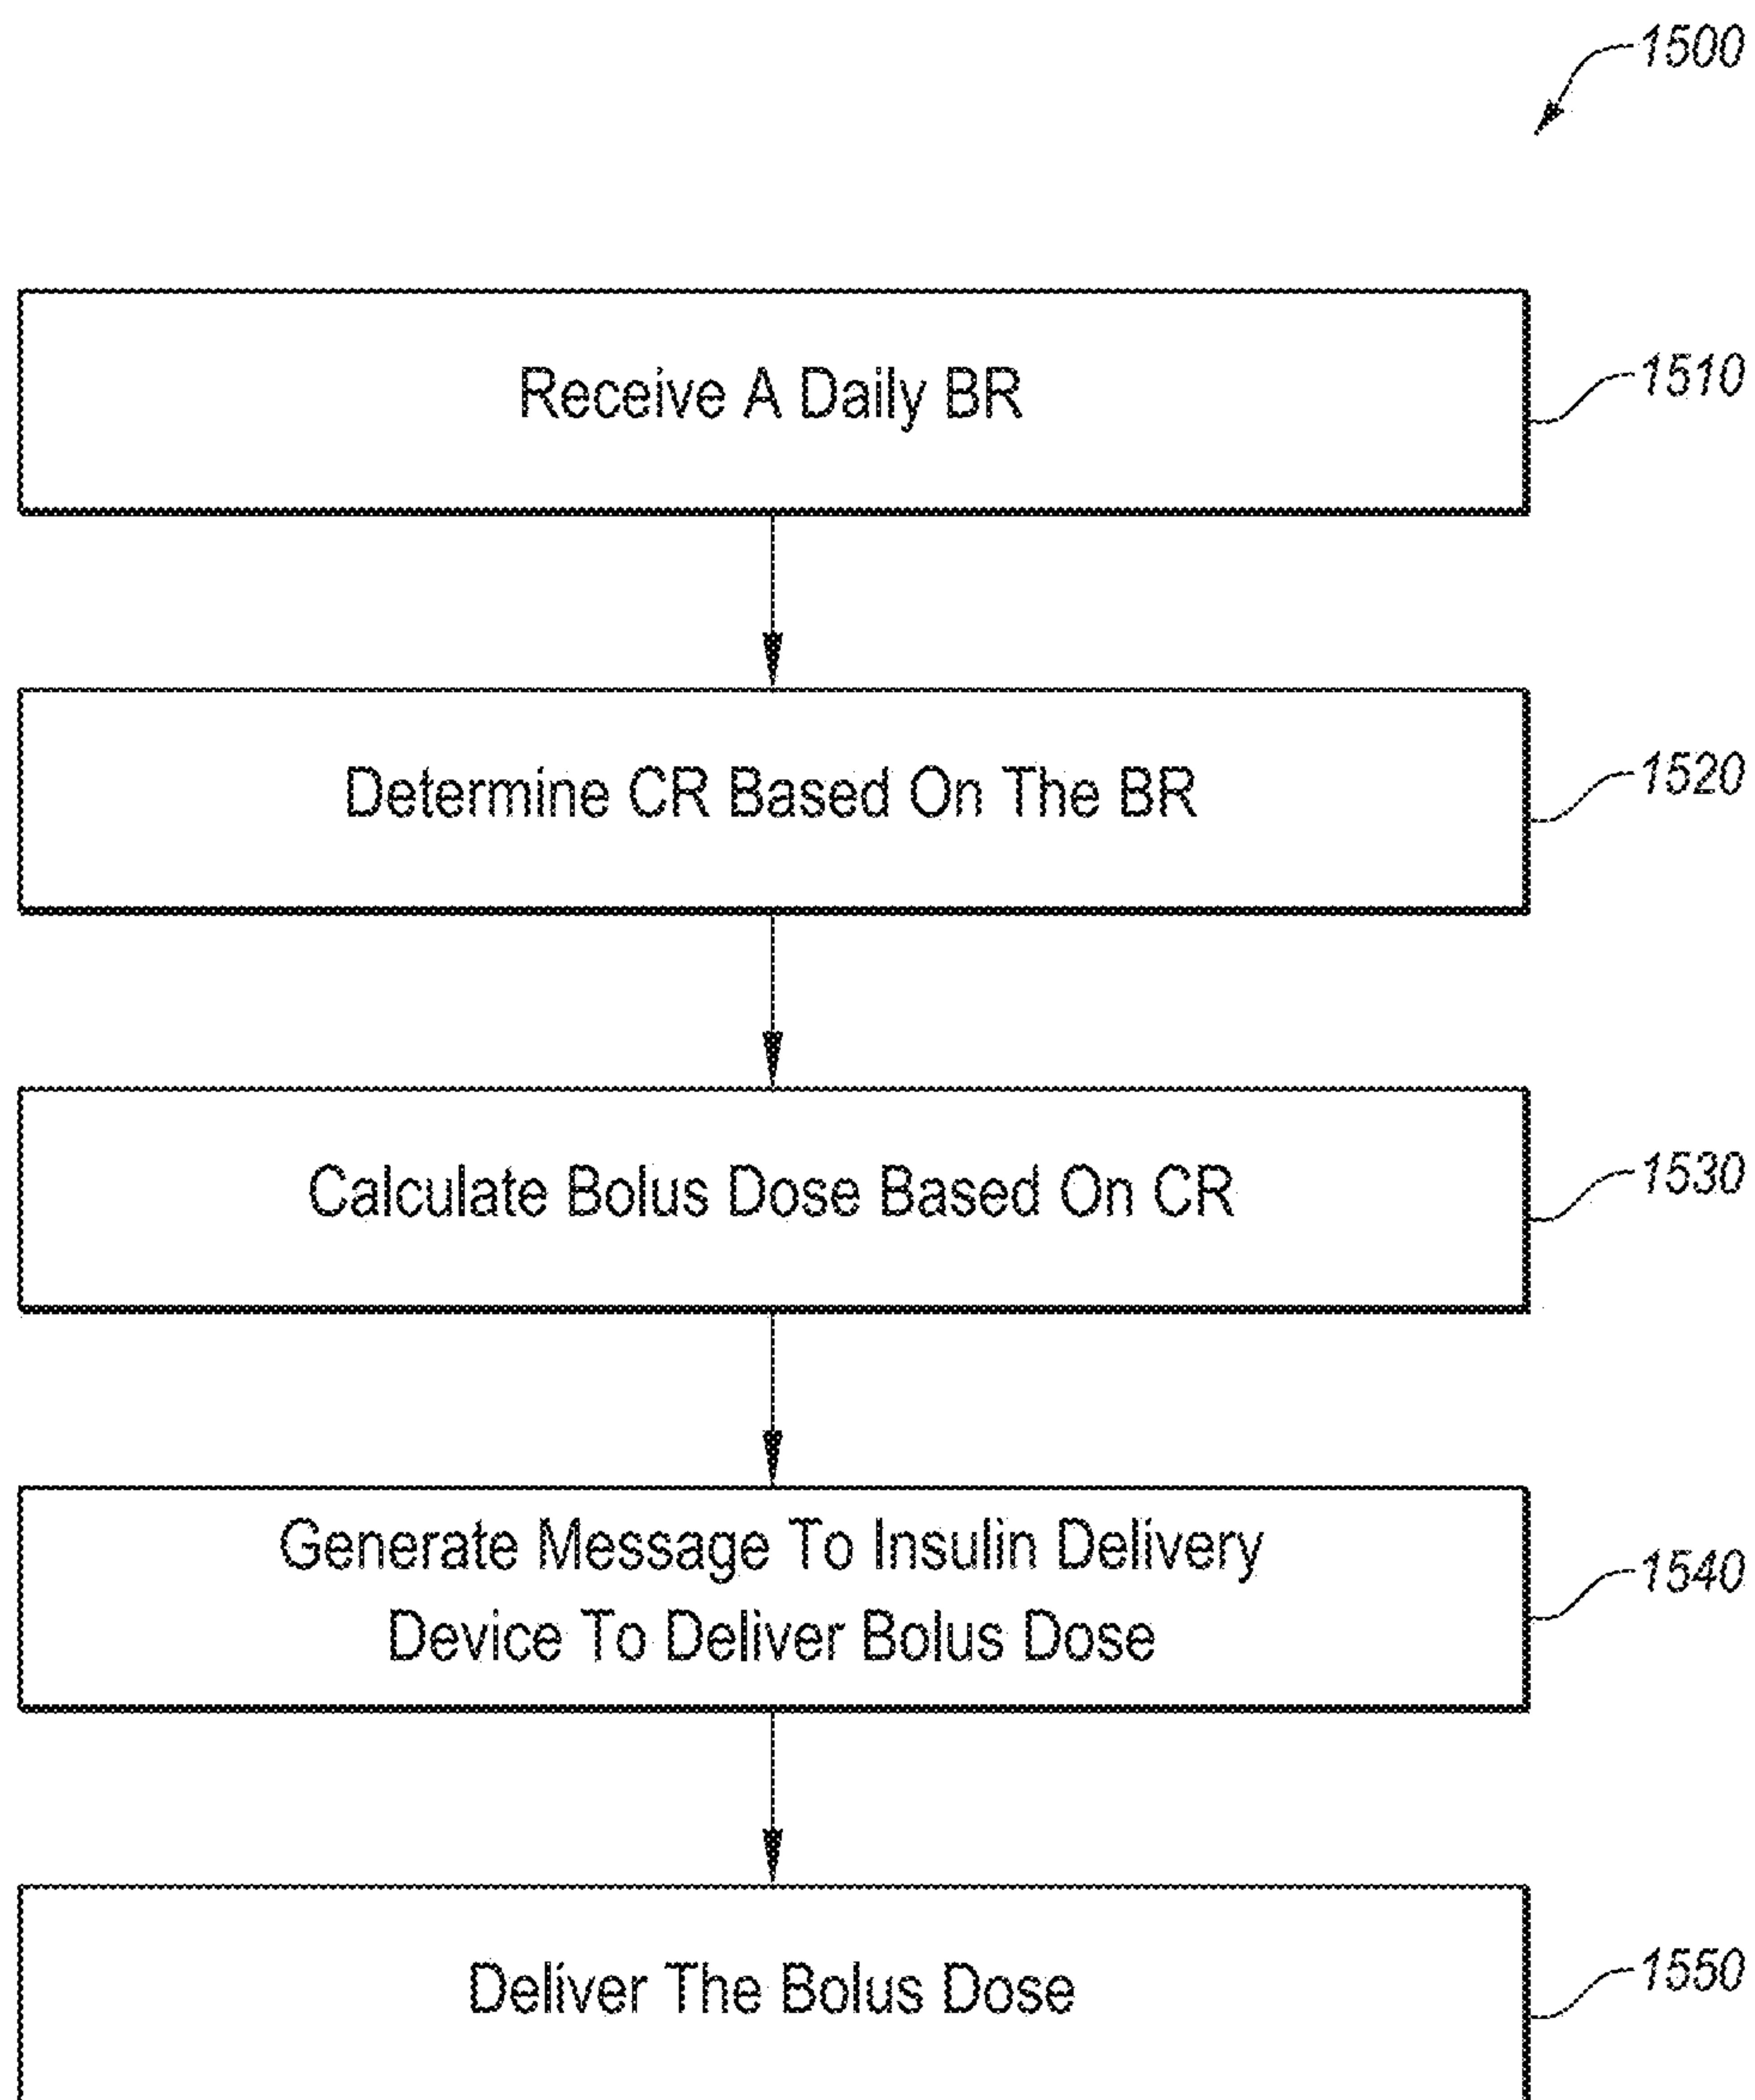 1500
Receive A Daily BR
1510
Determine CR Based On The BR
1520
Calculate Bolus Dose Based On CR
1530
Generate Message To Insulin Delivery
Device To Deliver Bolus Dose
1540
Deliver The Bolus Dose
1550